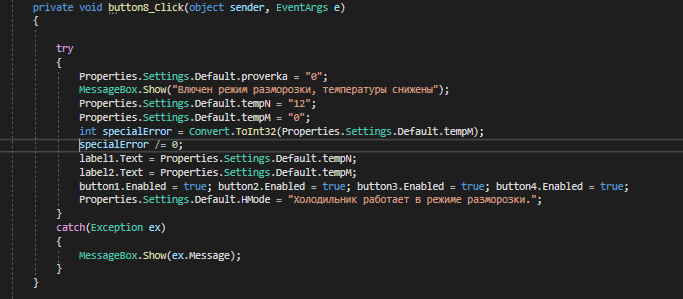 private void button8_Click(object sender, EventArgs e)
{
try
{
Properties.Settings.Default.proverka = "0";
MessageBox.Show("Влючен режим разморозки, температуры снижены");
Properties.Settings.Default.tempN = "12";
Properties.Settings.Default.tempM = "0";
int specialError = Convert.ToInt32(Properties.Settings.Default.tempM);
specialError /= 0;
label1.Text = Properties.Settings.Default.tempN;
label2.Text = Properties.Settings.Default.tempM;
button1.Enabled = true; button2.Enabled = true; button3.Enabled = true; button4.Enabled = true;
Properties.Settings.Default.HMode = "Холодильник работает в режиме разморозки.";
}
catch(Exception ex)
{
MessageBox.Show(ex.Message);
}
}